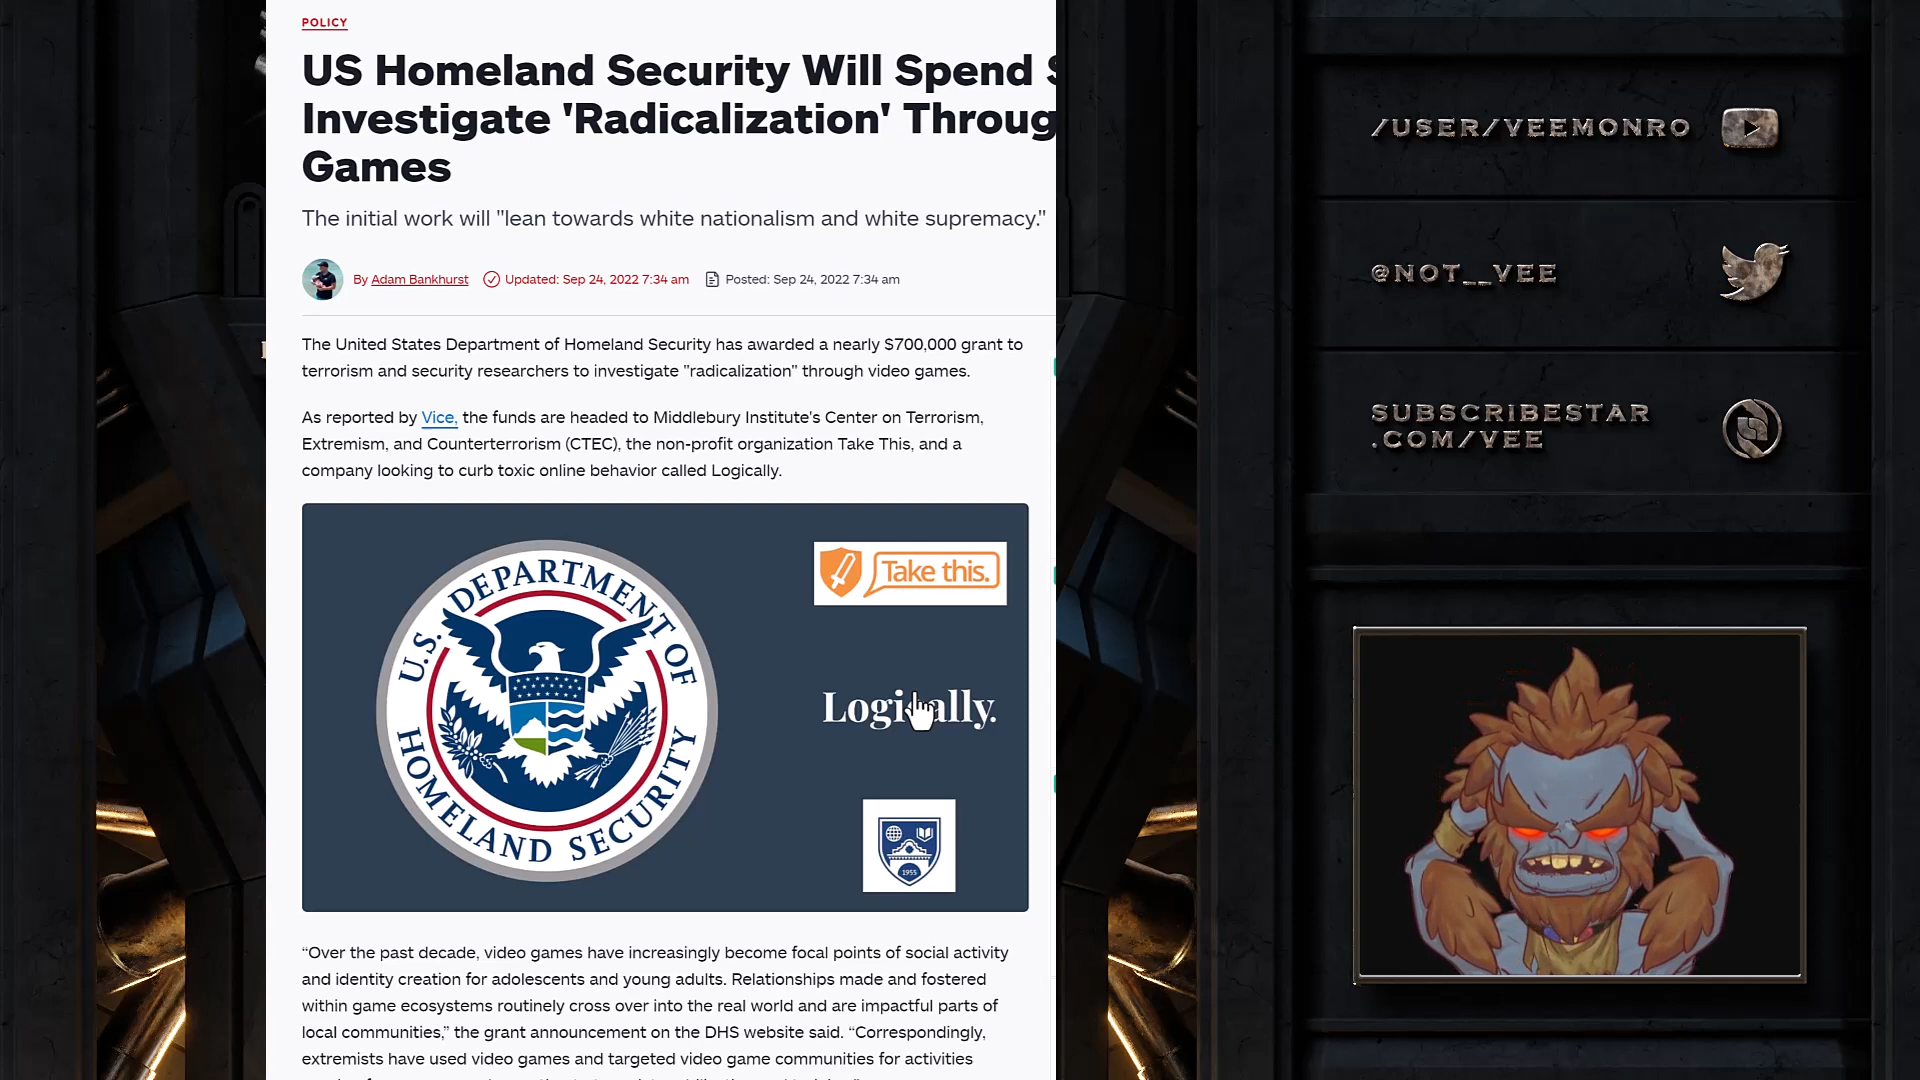 POLICY
US Homeland Security Will Spend
Investigate 'Radicalization' Throug
Games
The initial work will "lean towards white nationalism and white supremacy."
By Adam Bankhurst Updated: Sep 24, 2022 7:34 am Posted: Sep 24, 2022 7:34 am
The United States Department of Homeland Security has awarded a nearly $700,000 grant to
terrorism and security researchers to investigate "radicalization" through video games.
As reported by Vice, the funds are headed to Middlebury Institute's Center on Terrorism,
Extremism, and Counterterrorism (CTEC), the non-profit organization Take This, and a
company looking to curb toxic online behavior called Logically.
U.S. DEPARTMENT OF
HOMELAND SECURITY
Take this.
Logically.
1955
“Over the past decade, video games have increasingly become focal points of social activity
and identity creation for adolescents and young adults. Relationships made and fostered
within game ecosystems routinely cross over into the real world and are impactful parts of
local communities,” the grant announcement on the DHS website said. “Correspondingly,
extremists have used video games and targeted video game communities for activities
/USER/VEEMONRO
@NOT__VEE
SUBSCRIBESTAR
.COM/VEE